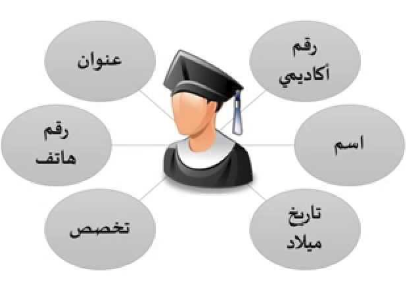 رقم
أكاديمي
عنوان
اسم
رقم
هاتف
تاريخ
ميلاد
تخصص